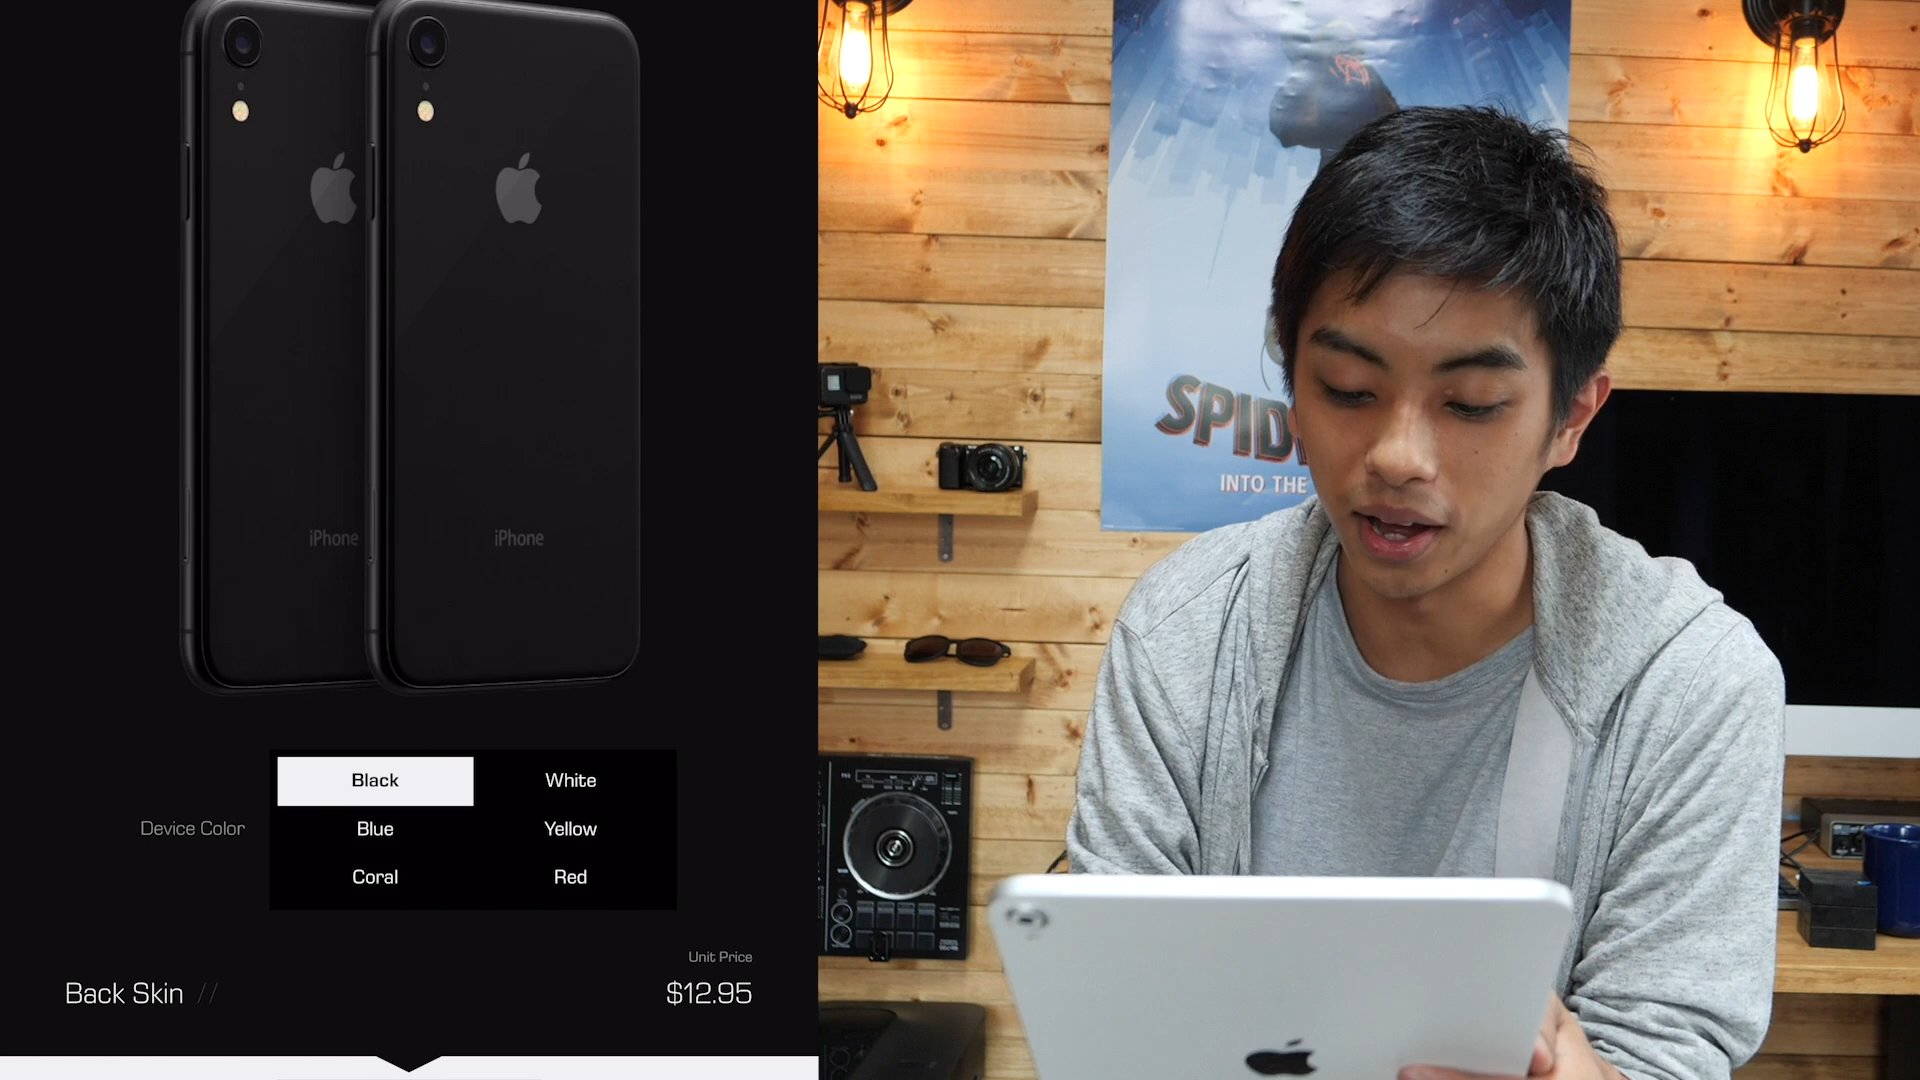 iPhone
iPhone
Device Color
Black
White
Blue
Yellow
Coral
Red
Unit Price
Back Skin //
$12.95
SPID
INTO THE